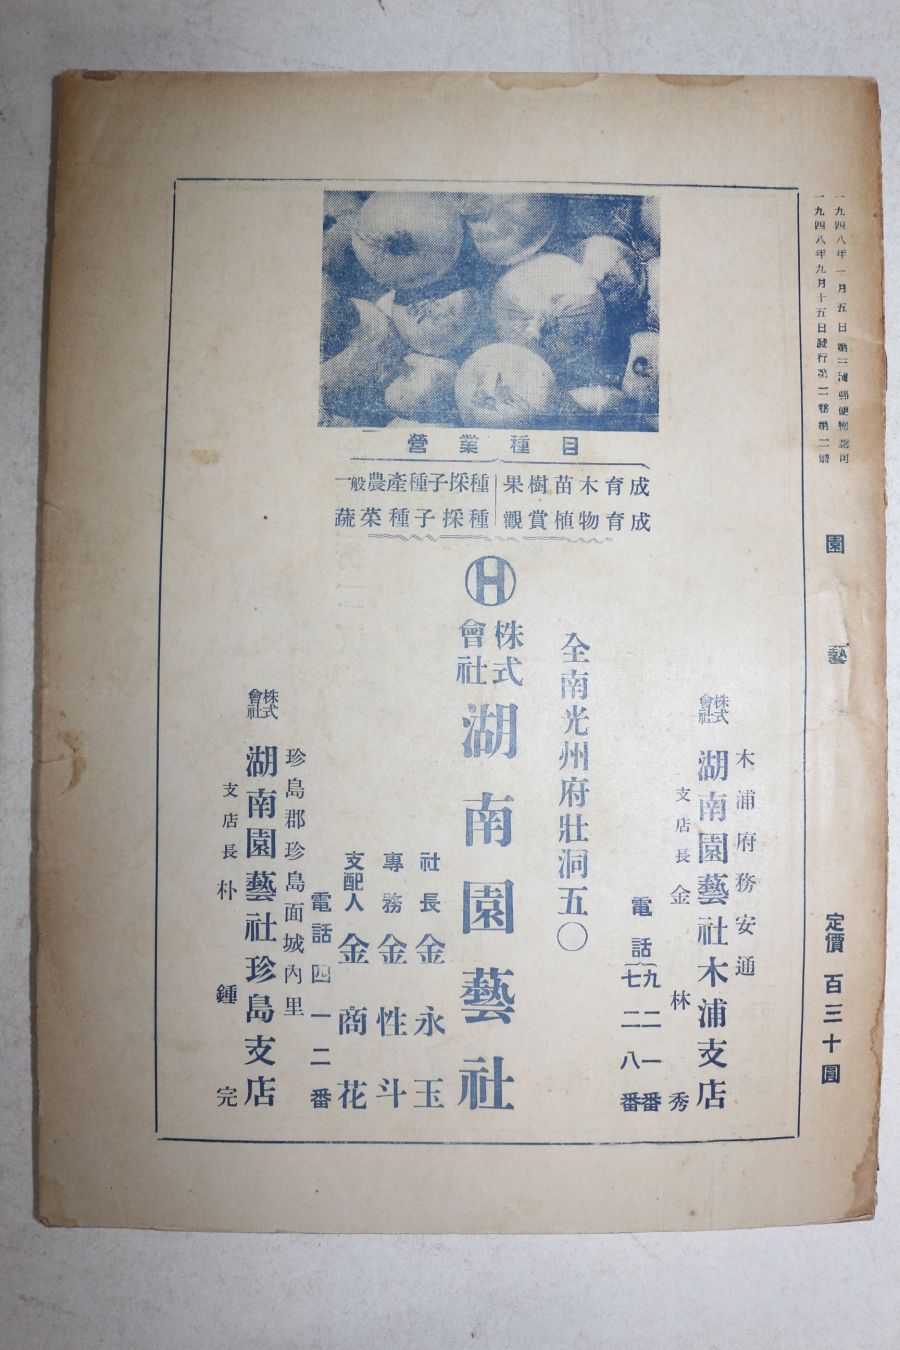 一九四八年一月五日第三種郵便物認可
一九四八年九月十五日發行第二卷第二號
園藝
定價 百三十圓
營業種目
一般農產種子採種
蔬菜種子採種
果樹苗木育成
觀賞植物育成
H
株式會社 湖南園藝社
全南光州府壯洞五〇
電話 九二一番
七二八番
社長 金永玉
專務 金性斗
支配人 金商花
木浦府務安通
株式會社 湖南園藝社木浦支店
支店長 金林秀
電話四一二番
珍島郡珍島面城內里
株式會社 湖南園藝社珍島支店
支店長 朴鍾完